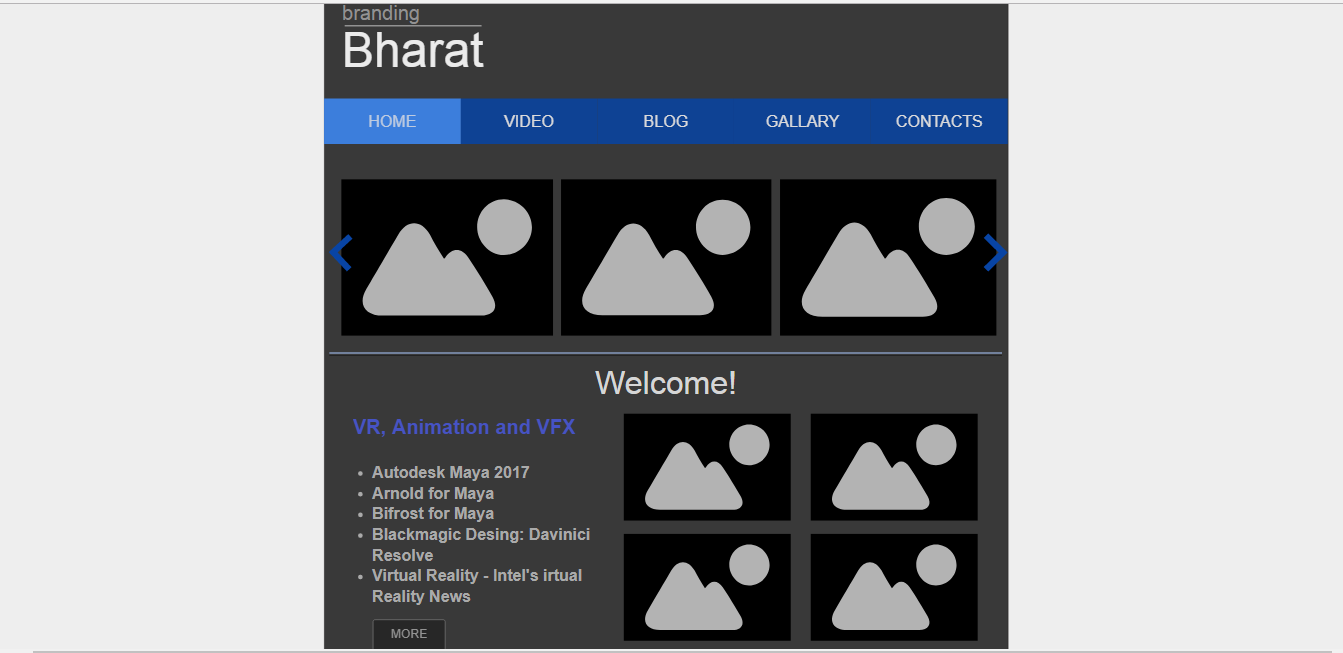 branding
Bharat
HOME VIDEO BLOG GALLARY CONTACTS
Welcome!
VR, Animation and VFX
Autodesk Maya 2017
Arnold for Maya
Bifrost for Maya
Blackmagic Desing: Davinici
Resolve
Virtual Reality - Intel's irtual
Reality News
MORE